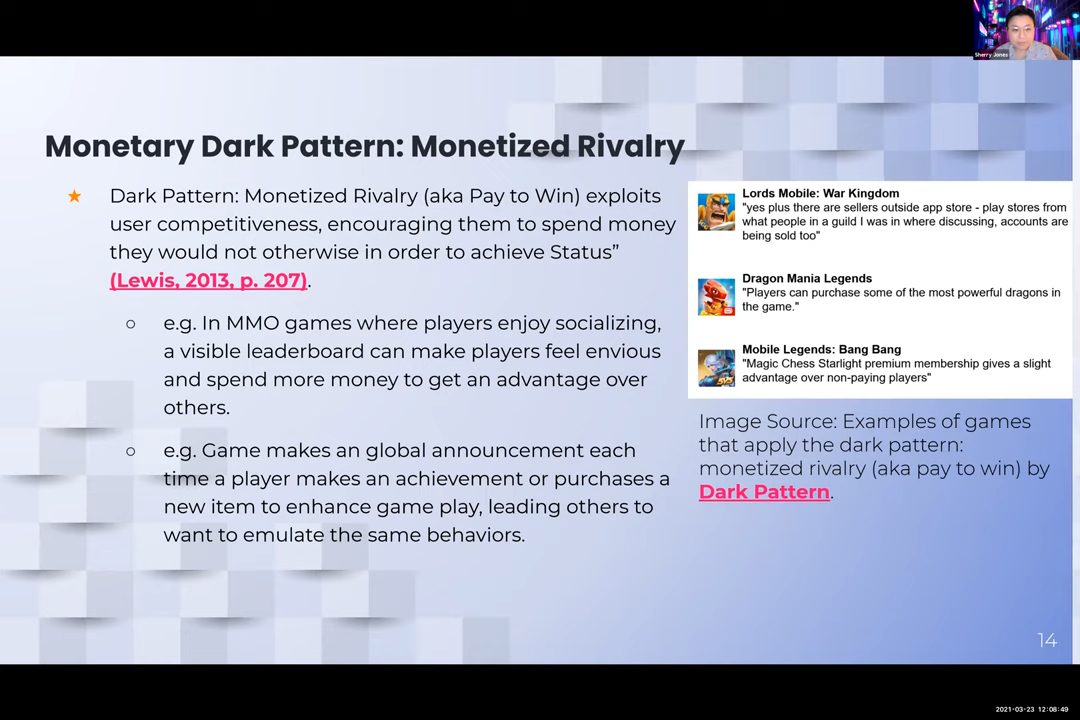 Sherry Jones
Monetary Dark Pattern: Monetized Rivalry
Dark Pattern: Monetized Rivalry (aka Pay to Win) exploits
user competitiveness, encouraging them to spend money
they would not otherwise in order to achieve Status”
(Lewis, 2013, p. 207).
e.g. In MMO games where players enjoy socializing,
a visible leaderboard can make players feel envious
and spend more money to get an advantage over
others.
e.g. Game makes an global announcement each
time a player makes an achievement or purchases a
new item to enhance game play, leading others to
want to emulate the same behaviors.
Lords Mobile: War Kingdom
"yes plus there are sellers outside app store - play stores from
what people in a guild I was in where discussing, accounts are
being sold too"
Dragon Mania Legends
"Players can purchase some of the most powerful dragons in
the game."
Mobile Legends: Bang Bang
"Magic Chess Starlight premium membership gives a slight
advantage over non-paying players"
Image Source: Examples of games
that apply the dark pattern:
monetized rivalry (aka pay to win) by
Dark Pattern.
14
2021-03-23 12:08:49